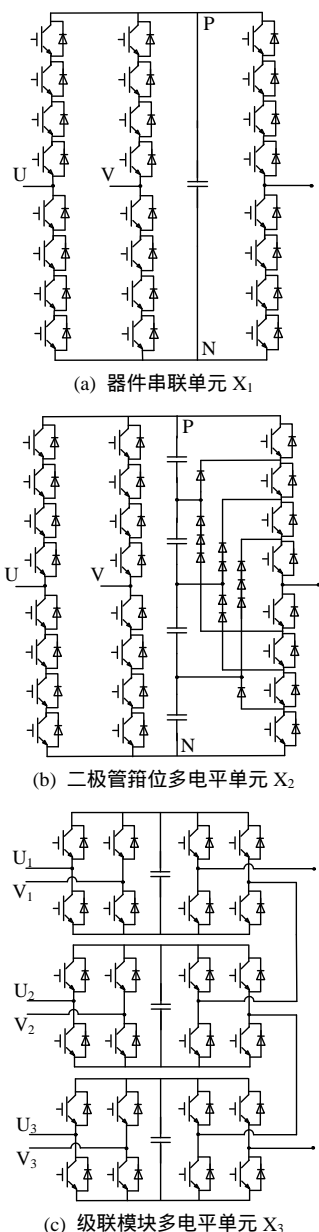 P
U
V
N
(a) 器件串联单元 X₁
P
U
V
N
(b) 二极管箝位多电平单元 X₂
U₁
V₁
U₂
V₂
U₃
V₃
(c) 级联模块多电平单元 X₃